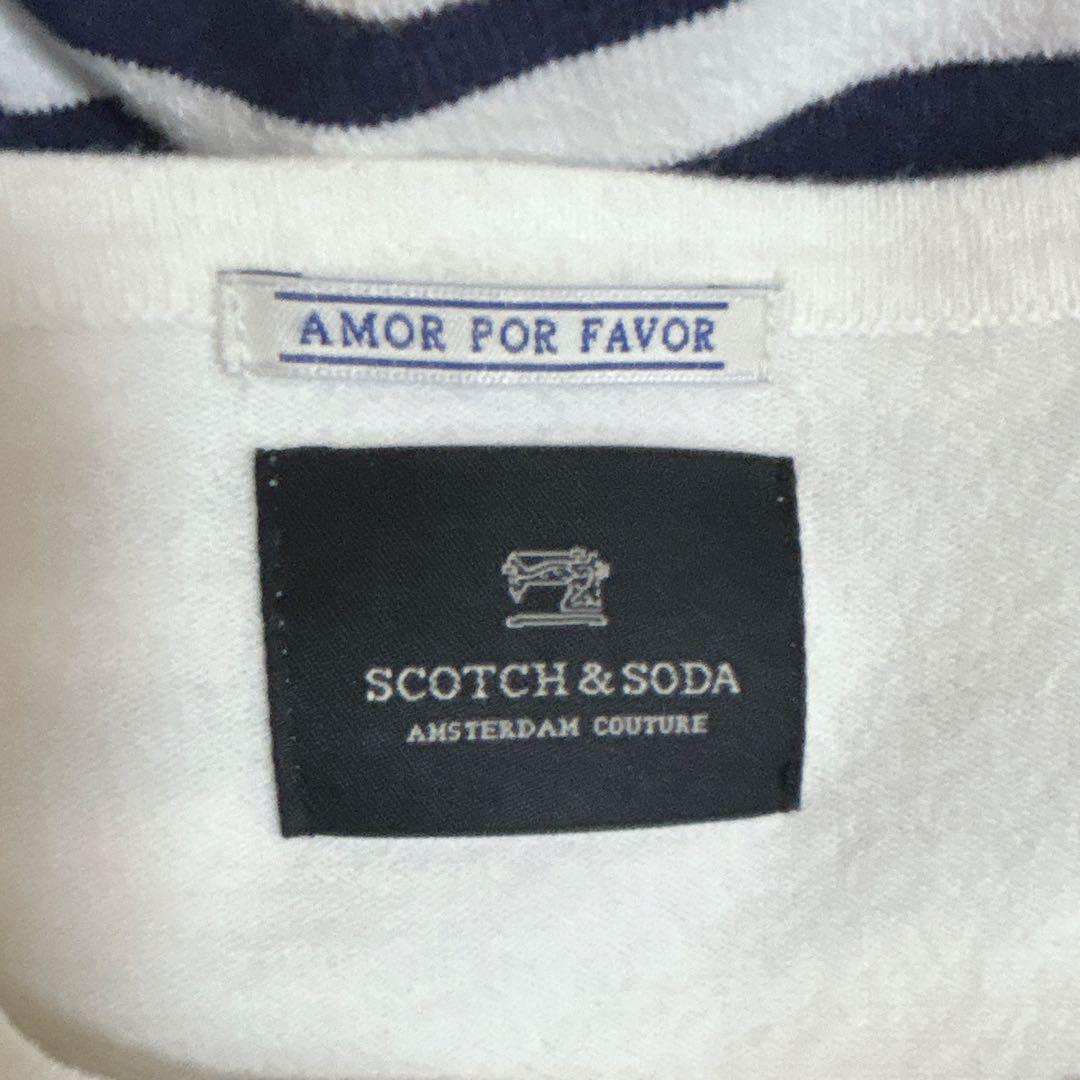 AMOR POR FAVOR
SCOTCH & SODA
AMSTERDAM COUTURE